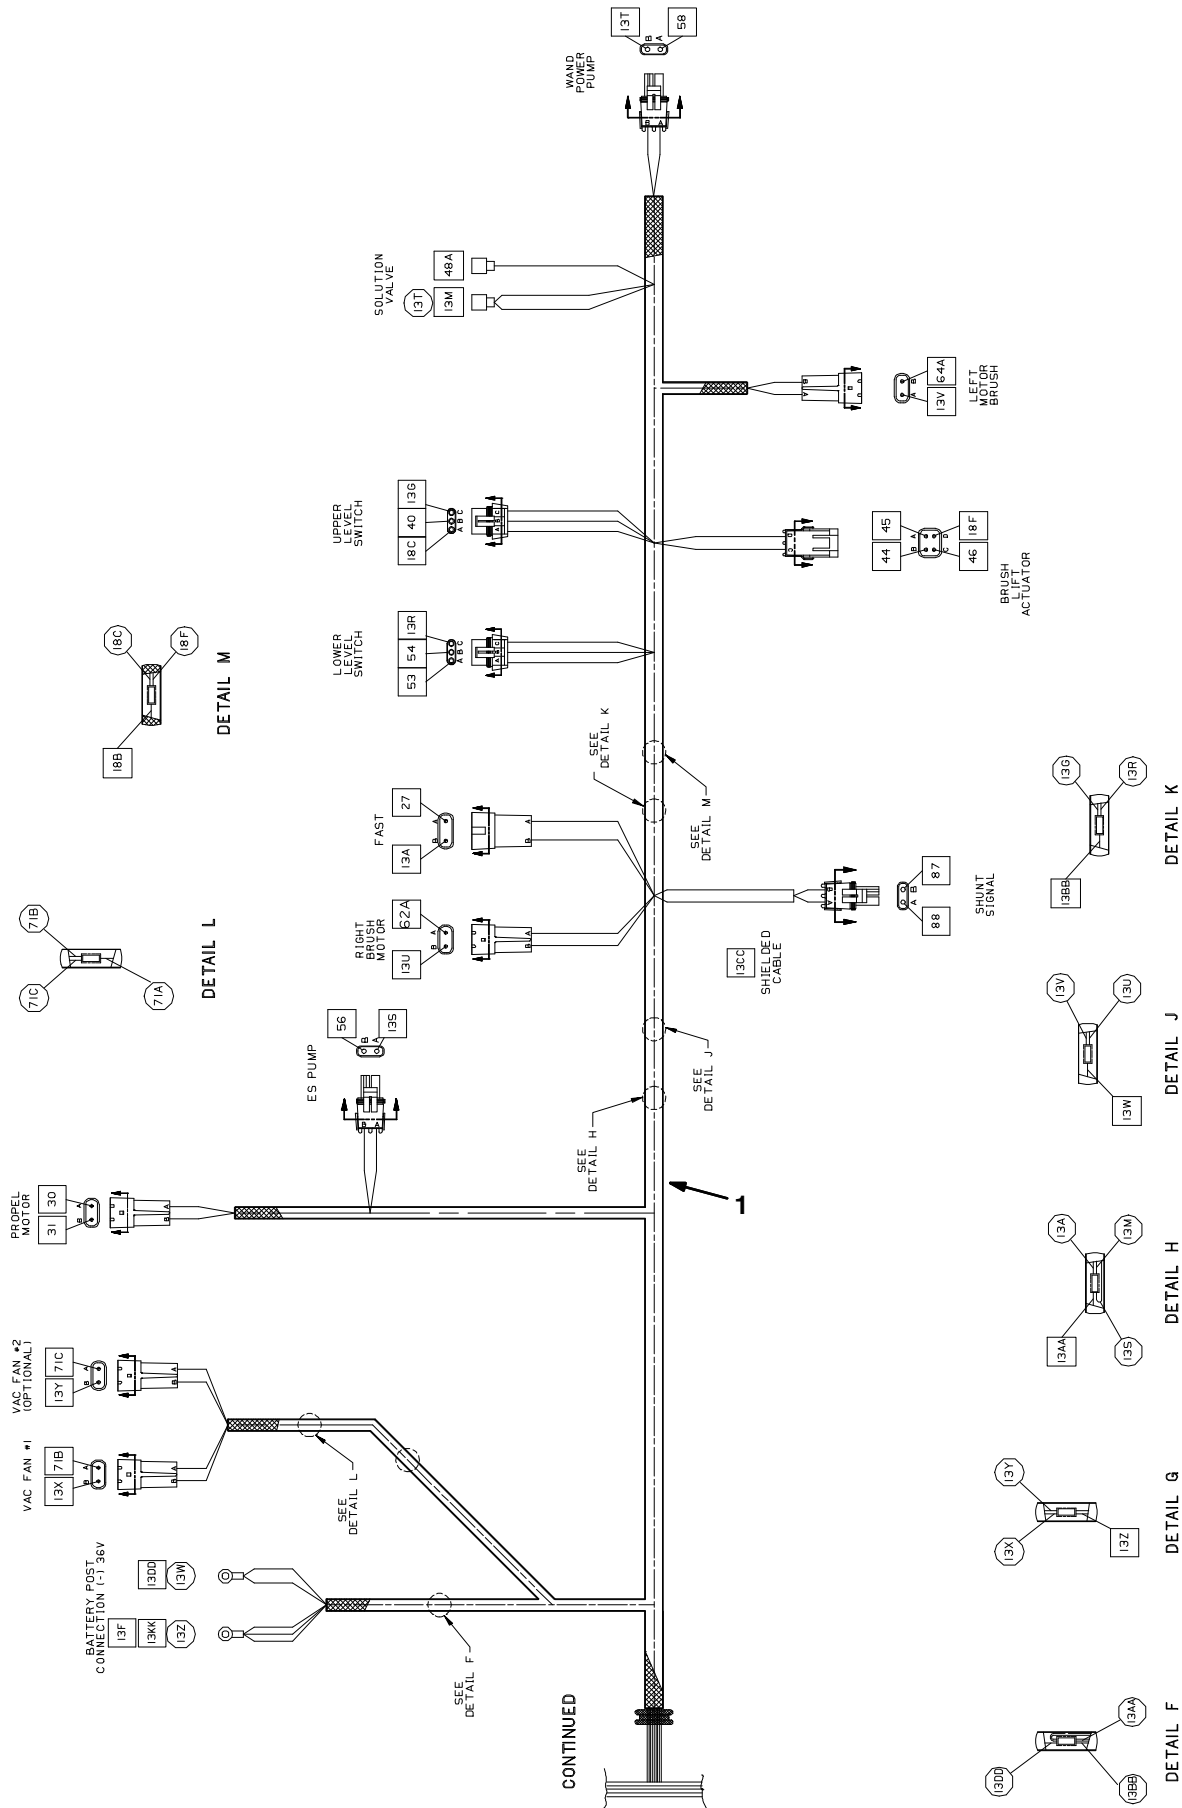 WAND
POWER
PUMP
13T
58
B
A
B
A
SOLUTION
VALVE
13T
13M
48A
A
B
A
B
13V
64A
LEFT
MOTOR
BRUSH
UPPER
LEVEL
SWITCH
18C
40
13G
A
B
C
A
B
C
44
45
B
A
C
D
46
18F
BRUSH
LIFT
ACTUATOR
LOWER
LEVEL
SWITCH
53
54
13R
A
B
C
A
B
C
18B
18C
18F
DETAIL M
SEE
DETAIL K
SEE
DETAIL M
FAST
13A
27
B
A
B
A
RIGHT
BRUSH
MOTOR
13U
62A
B
A
B
A
13CC
SHIELDED
CABLE
A
B
88
87
SHUNT
SIGNAL
71C
71B
71A
DETAIL L
ES PUMP
56
13S
B
A
B
A
SEE
DETAIL H
SEE
DETAIL J
1
PROPEL
MOTOR
31
30
B
A
B
A
VAC FAN #2
(OPTIONAL)
13Y
71C
B
A
B
A
VAC FAN #1
13X
71B
B
A
B
A
SEE
DETAIL L
BATTERY POST
CONNECTION (-) 36V
13F
13KK
13Z
13DD
13W
SEE
DETAIL F
CONTINUED
13DD
13BB
13AA
DETAIL F
13X
13Y
13Z
DETAIL G
13AA
13A
13S
13M
DETAIL H
13W
13V
13U
DETAIL J
13BB
13G
13R
DETAIL K